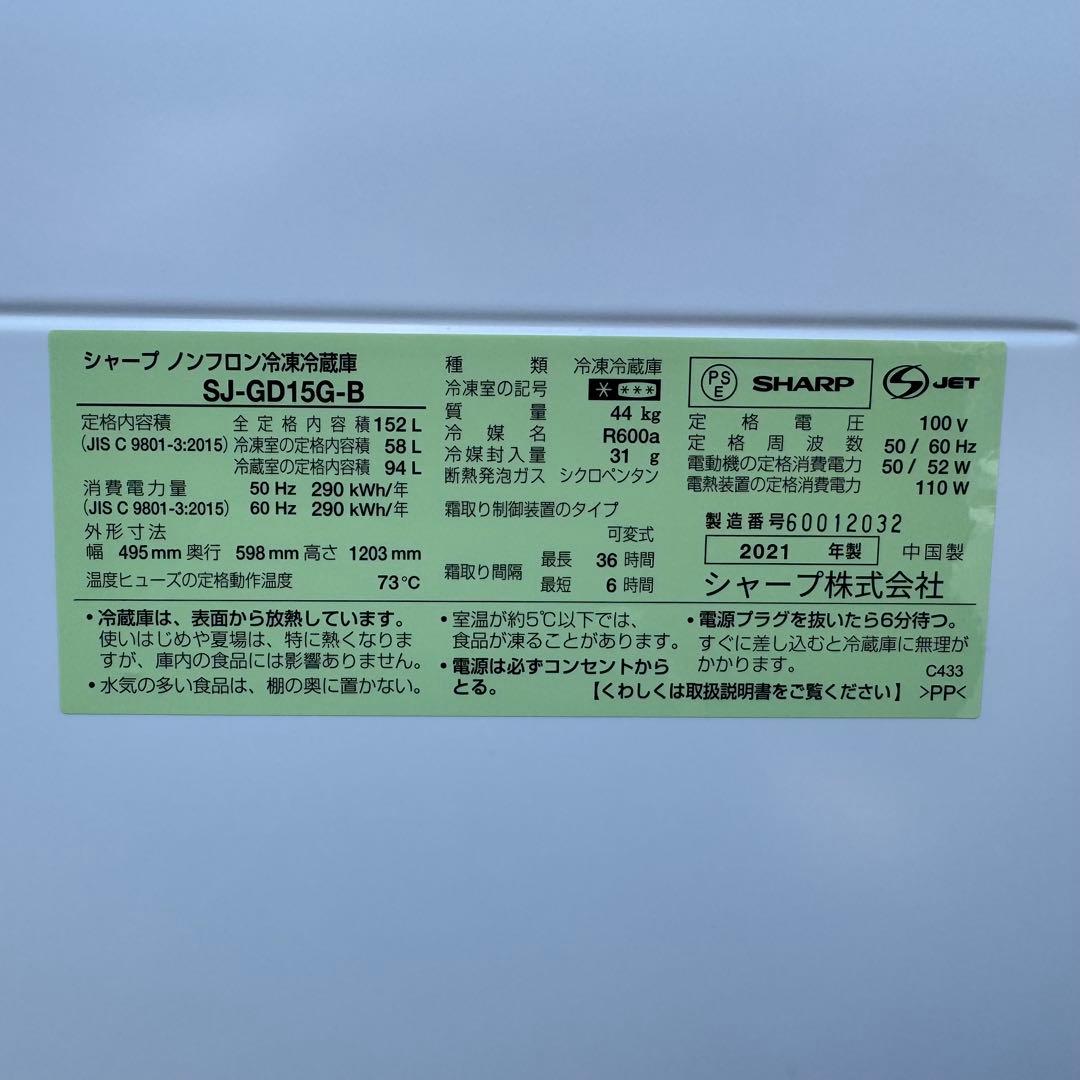 シャープ ノンフロン冷凍冷蔵庫
SJ-GD15G-B
定格内容積 全定格内容積 152 L
(JIS C 9801-3:2015) 冷凍室の定格内容積 58 L
冷蔵室の定格内容積 94 L
消費電力量 50 Hz 290 kWh/年
(JIS C 9801-3:2015) 60 Hz 290 kWh/年
外形寸法
幅 495 mm 奥行 598 mm 高さ 1203 mm
温度ヒューズの定格動作温度 73℃
種類 冷凍冷蔵庫
冷凍室の記号 * ***
質量 44 kg
冷媒名 R600a
冷媒封入量 31 g
断熱発泡ガス シクロペンタン
霜取り制御装置のタイプ
可変式
霜取り間隔 最長 36 時間
最短 6 時間
PSE SHARP JET
定格電圧 100 V
定格周波数 50 / 60 Hz
電動機の定格消費電力 50 / 52 W
電熱装置の定格消費電力 110 W
製造番号 60012032
2021 年製 中国製
シャープ株式会社
・冷蔵庫は、表面から放熱しています。
使いはじめや夏場は、特に熱くなりま
すが、庫内の食品には影響ありません。
・水気の多い食品は、棚の奥に置かない。
・室温が約5℃以下では、
食品が凍ることがあります。
・電源は必ずコンセントから
とる。
・電源プラグを抜いたら6分待つ。
すぐに差し込むと冷蔵庫に無理が
かかります。 C433
【くわしくは取扱説明書をご覧ください】 >PP<